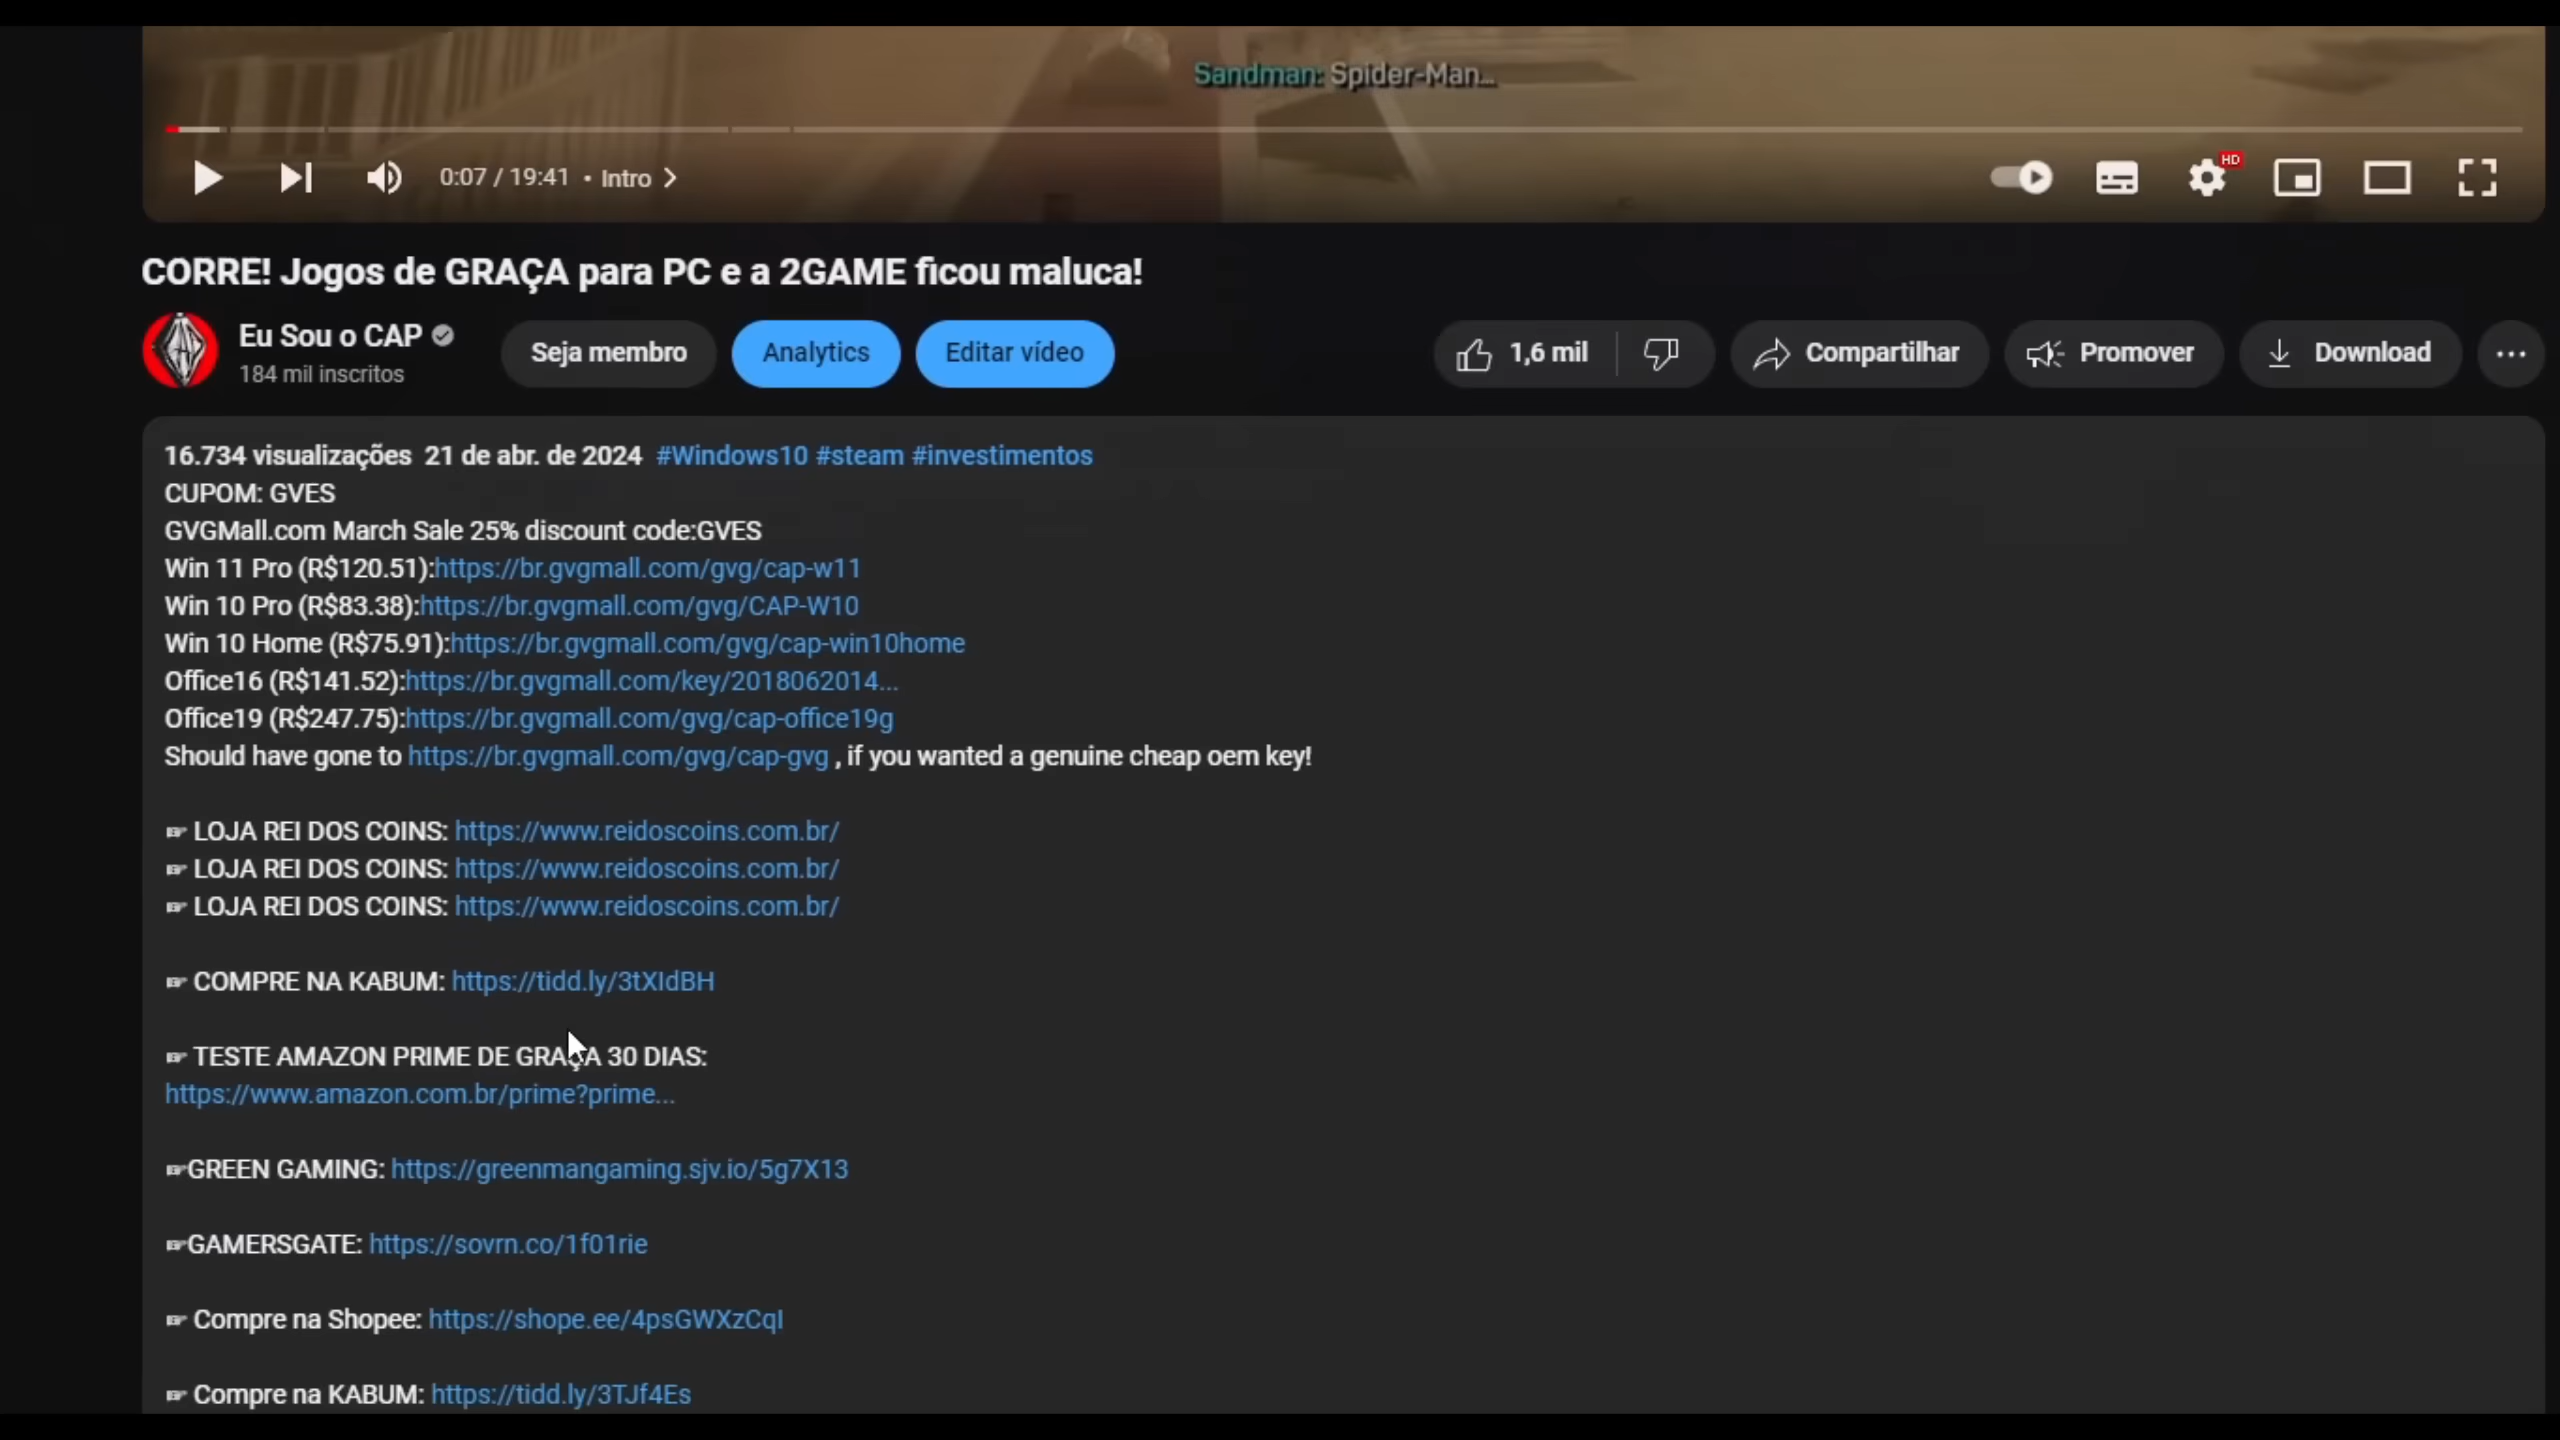 Sandman: Spider-Man...
0:07 / 19:41 • Intro
HD
CORRE! Jogos de GRAÇA para PC e a 2GAME ficou maluca!
Eu Sou o CAP
184 mil inscritos
Seja membro
Analytics
Editar vídeo
1,6 mil
Compartilhar
Promover
Download
16.734 visualizações 21 de abr. de 2024 #Windows10 #steam #investimentos
CUPOM: GVES
GVGMall.com March Sale 25% discount code:GVES
Win 11 Pro (R$120.51):https://br.gvgmall.com/gvg/cap-w11
Win 10 Pro (R$83.38):https://br.gvgmall.com/gvg/CAP-W10
Win 10 Home (R$75.91):https://br.gvgmall.com/gvg/cap-win10home
Office16 (R$141.52):https://br.gvgmall.com/key/2018062014...
Office19 (R$247.75):https://br.gvgmall.com/gvg/cap-office19g
Should have gone to https://br.gvgmall.com/gvg/cap-gvg , if you wanted a genuine cheap oem key!
☞ LOJA REI DOS COINS: https://www.reidoscoins.com.br/
☞ LOJA REI DOS COINS: https://www.reidoscoins.com.br/
☞ LOJA REI DOS COINS: https://www.reidoscoins.com.br/
☞ COMPRE NA KABUM: https://tidd.ly/3tXIdBH
☞ TESTE AMAZON PRIME DE GRAÇA 30 DIAS:
https://www.amazon.com.br/prime?prime...
☞GREEN GAMING: https://greenmangaming.sjv.io/5g7X13
☞GAMERSGATE: https://sovrn.co/1f01rie
☞ Compre na Shopee: https://shope.ee/4psGWXzCqI
☞ Compre na KABUM: https://tidd.ly/3TJf4Es